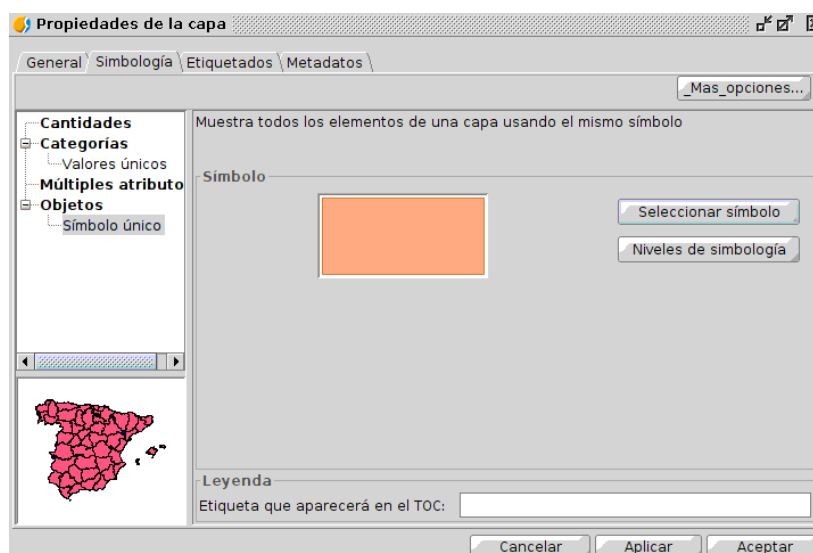 Propiedades de la capa
General Simbología Etiquetados Metadatos
_Mas_opciones...
Cantidades
Categorías
Valores únicos
Múltiples atributo
Objetos
Símbolo único
Muestra todos los elementos de una capa usando el mismo símbolo
Símbolo
Seleccionar símbolo
Niveles de simbología
Leyenda
Etiqueta que aparecerá en el TOC:
Cancelar Aplicar Aceptar